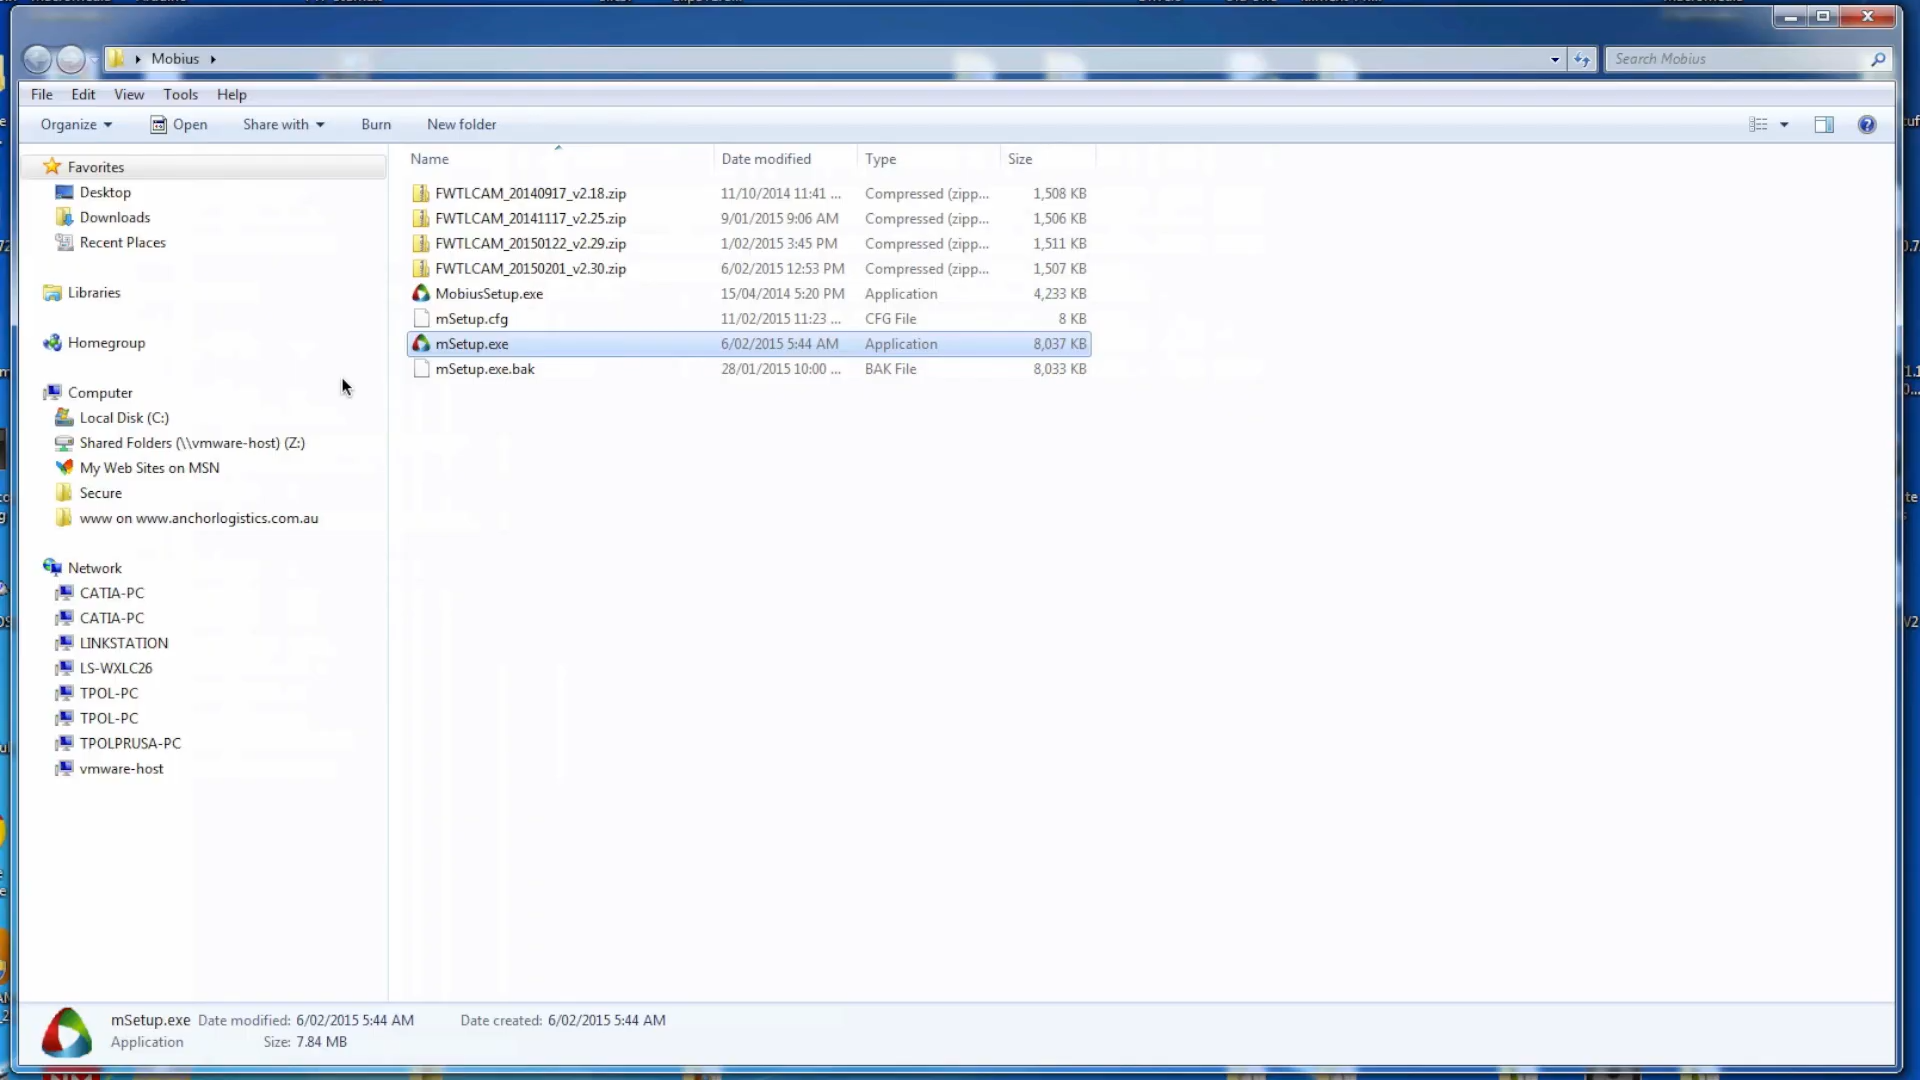 Mobius
Search Mobius
File Edit View Tools Help
Organize Open Share with Burn New folder
Name Date modified Type Size
Favorites
Desktop
Downloads
Recent Places
Libraries
Homegroup
Computer
Local Disk (C:)
Shared Folders (\\vmware-host) (Z:)
My Web Sites on MSN
Secure
www on www.anchorlogistics.com.au
Network
CATIA-PC
CATIA-PC
LINKSTATION
LS-WXLC26
TPOL-PC
TPOL-PC
TPOLPRUSA-PC
vmware-host
FWTLCAM_20140917_v2.18.zip 11/10/2014 11:41 ... Compressed (zipp... 1,508 KB
FWTLCAM_20141117_v2.25.zip 9/01/2015 9:06 AM Compressed (zipp... 1,506 KB
FWTLCAM_20150122_v2.29.zip 1/02/2015 3:45 PM Compressed (zipp... 1,511 KB
FWTLCAM_20150201_v2.30.zip 6/02/2015 12:53 PM Compressed (zipp... 1,507 KB
MobiusSetup.exe 15/04/2014 5:20 PM Application 4,233 KB
mSetup.cfg 11/02/2015 11:23 ... CFG File 8 KB
mSetup.exe 6/02/2015 5:44 AM Application 8,037 KB
mSetup.exe.bak 28/01/2015 10:00 ... BAK File 8,033 KB
mSetup.exe Date modified: 6/02/2015 5:44 AM Date created: 6/02/2015 5:44 AM
Application Size: 7.84 MB